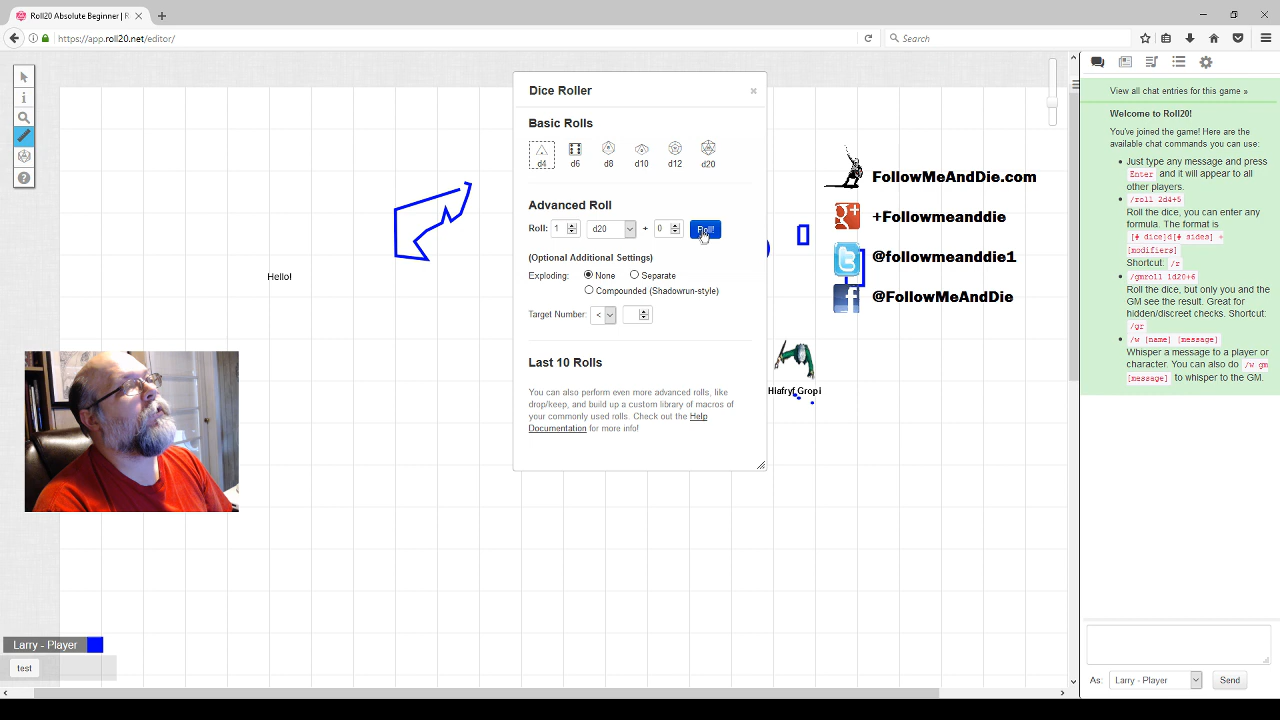 Roll20 Absolute Beginner | R
https://app.roll20.net/editor/
Search
Dice Roller
Basic Rolls
d4
d6
d8
d10
d12
d20
Advanced Roll
Roll:
1
d20
+
0
Roll!
(Optional Additional Settings)
Exploding:
None
Separate
Compounded (Shadowrun-style)
Target Number:
<
Last 10 Rolls
You can also perform even more advanced rolls, like
drop/keep, and build up a custom library of macros of
your commonly used rolls. Check out the Help
Documentation for more info!
Hello!
FollowMeAndDie.com
+Followmeanddie
@followmeanddie1
@FollowMeAndDie
Hlafryf Gropi
Larry - Player
test
View all chat entries for this game »
Welcome to Roll20!
You've joined the game! Here are the
available chat commands you can use:
• Just type any message and press
Enter and it will appear to all
other players.
• /roll 2d4+5
Roll the dice, you can enter any
formula. The format is
[# dice]d[# sides] +
[modifiers]
Shortcut: /r
• /gmroll 1d20+6
Roll the dice, but only you and the
GM see the result. Great for
hidden/discreet checks. Shortcut:
/gr
• /w [name] [message]
Whisper a message to a player or
character. You can also do /w gm
[message] to whisper to the GM.
As:
Larry - Player
Send